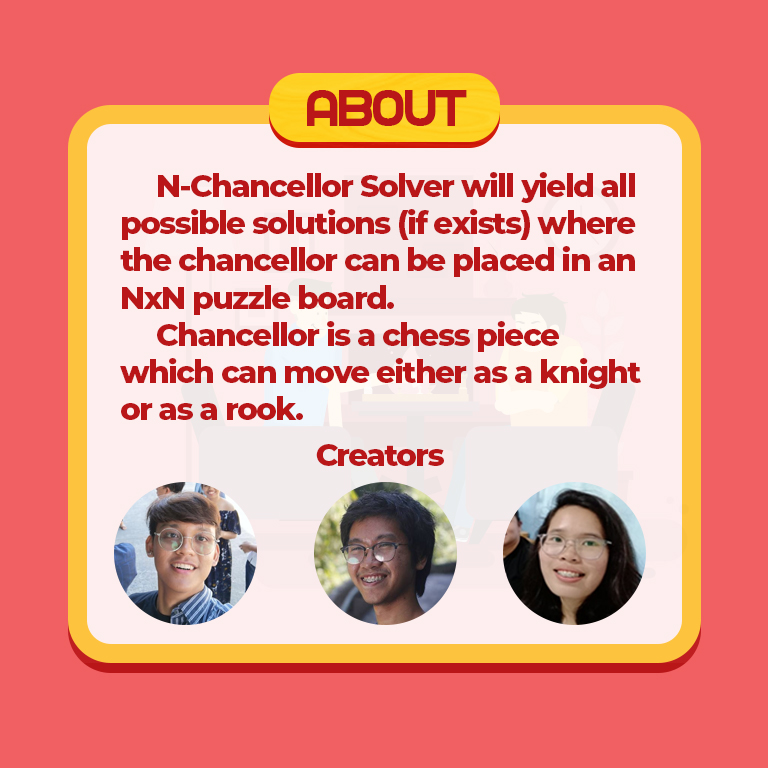 ABOUT
N-Chancellor Solver will yield all
possible solutions (if exists) where
the chancellor can be placed in an
NxN puzzle board.
Chancellor is a chess piece
which can move either as a knight
or as a rook.
Creators